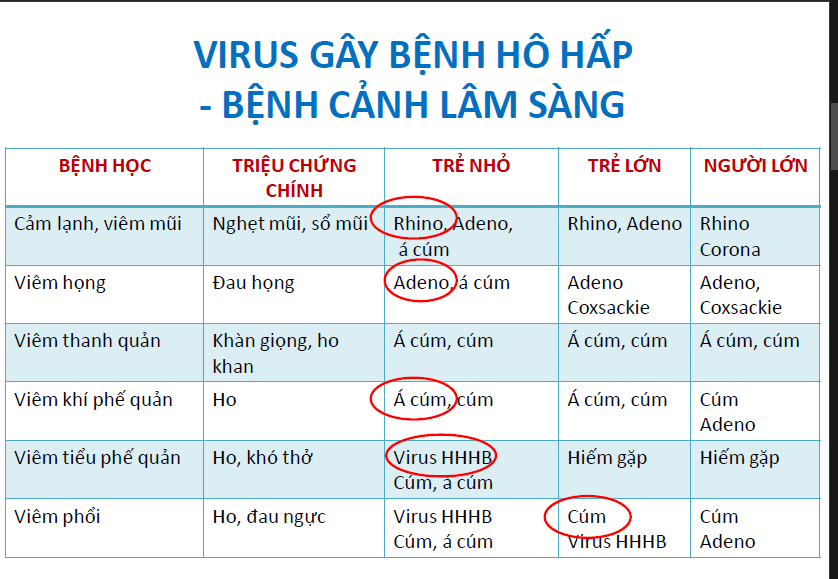 VIRUS GÂY BỆNH HÔ HẤP
- BỆNH CẢNH LÂM SÀNG
BỆNH HỌC
TRIỆU CHỨNG
CHÍNH
TRẺ NHỎ
TRẺ LỚN
NGƯỜI LỚN
Cảm lạnh, viêm mũi
Nghẹt mũi, sổ mũi
Rhino, Adeno,
á cúm
Rhino, Adeno
Rhino
Corona
Viêm họng
Đau họng
Adeno, á cúm
Adeno
Coxsackie
Adeno,
Coxsackie
Viêm thanh quản
Khàn giọng, ho
khan
Á cúm, cúm
Á cúm, cúm
Á cúm, cúm
Viêm khí phế quản
Ho
Á cúm, cúm
Á cúm, cúm
Cúm
Adeno
Viêm tiểu phế quản
Ho, khó thở
Virus HHHB
Cúm, á cúm
Hiếm gặp
Hiếm gặp
Viêm phổi
Ho, đau ngực
Virus HHHB
Cúm, á cúm
Cúm
Virus HHHB
Cúm
Adeno